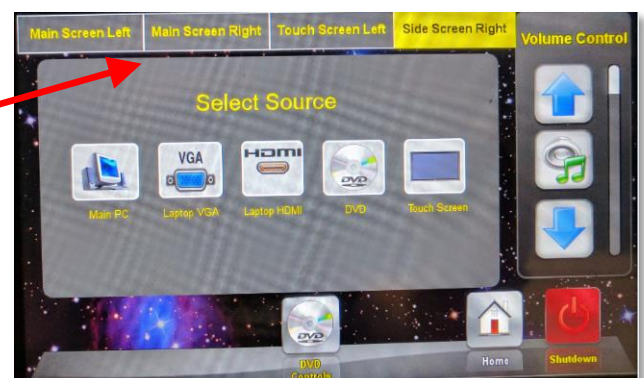 Main Screen Left
Main Screen Right
Touch Screen Left
Side Screen Right
Volume Control
Select Source
VGA
HDMI
DVD
Main PC
Laptop VGA
Laptop HDMI
DVD
Touch Screen
DVD
DVD
Controls
Home
Shutdown